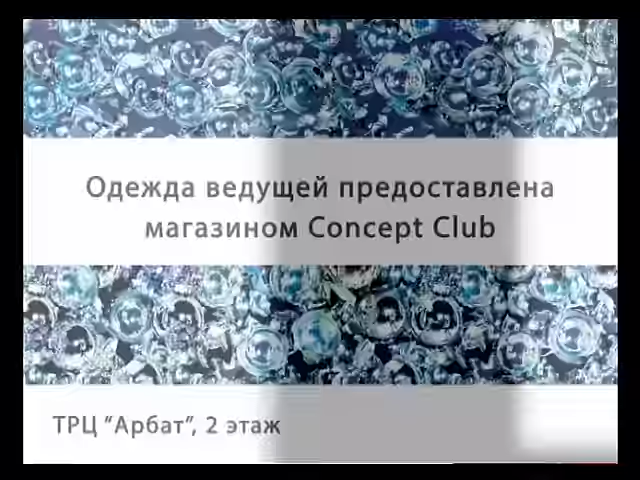 Одежда ведущей предоставлена
магазином Concept Club
ТРЦ "Арбат", 2 этаж